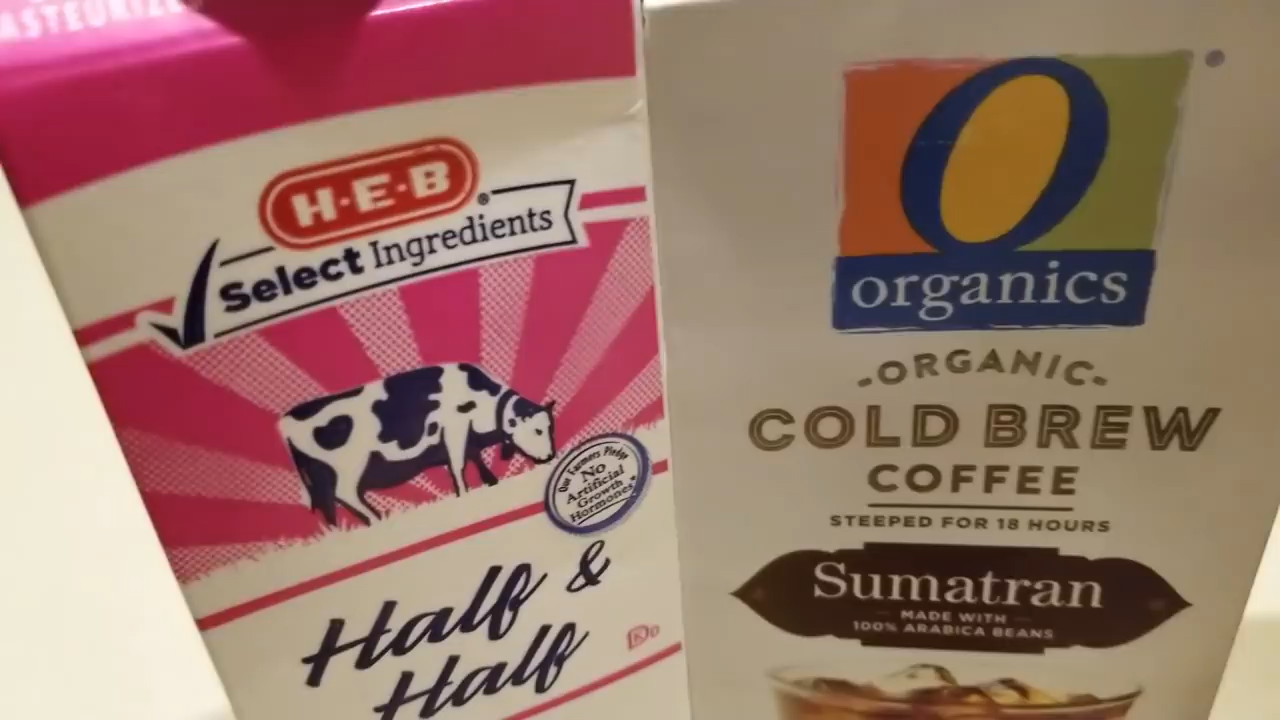 PASTEURIZED
H·E·B
Select Ingredients
Our Farmers Pledge
No
Artificial
Growth
Hormones*
Half &
Half
K D
O
organics
·ORGANIC·
COLD BREW
COFFEE
STEEPED FOR 18 HOURS
Sumatran
MADE WITH
100% ARABICA BEANS